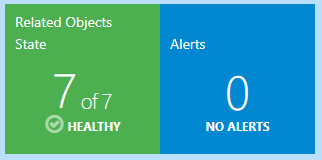 Related Objects
State
7 of 7
HEALTHY
Alerts
0
NO ALERTS